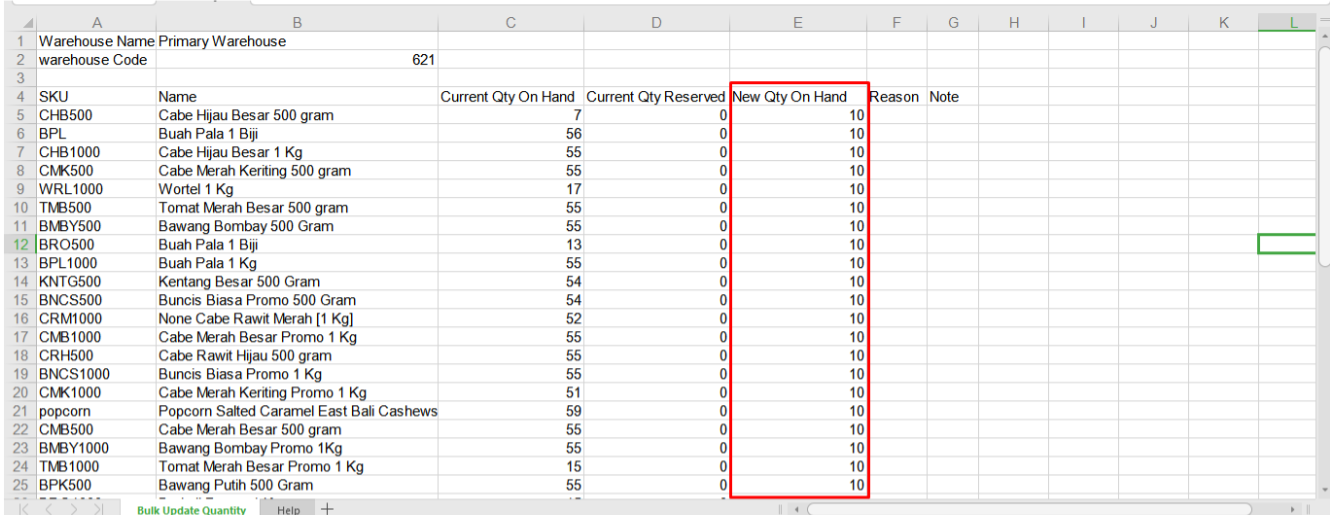 A B C D E F G H I J K L
1 Warehouse Name Primary Warehouse
2 warehouse Code 621
3
4 SKU Name Current Qty On Hand Current Qty Reserved New Qty On Hand Reason Note
5 CHB500 Cabe Hijau Besar 500 gram 7 0 10
6 BPL Buah Pala 1 Biji 56 0 10
7 CHB1000 Cabe Hijau Besar 1 Kg 55 0 10
8 CMK500 Cabe Merah Keriting 500 gram 55 0 10
9 WRL1000 Wortel 1 Kg 17 0 10
10 TMB500 Tomat Merah Besar 500 gram 55 0 10
11 BMBY500 Bawang Bombay 500 Gram 55 0 10
12 BRO500 Buah Pala 1 Biji 13 0 10
13 BPL1000 Buah Pala 1 Kg 55 0 10
14 KNTG500 Kentang Besar 500 Gram 54 0 10
15 BNCS500 Buncis Biasa Promo 500 Gram 54 0 10
16 CRM1000 None Cabe Rawit Merah [1 Kg] 52 0 10
17 CMB1000 Cabe Merah Besar Promo 1 Kg 55 0 10
18 CRH500 Cabe Rawit Hijau 500 gram 55 0 10
19 BNCS1000 Buncis Biasa Promo 1 Kg 55 0 10
20 CMK1000 Cabe Merah Keriting Promo 1 Kg 51 0 10
21 popcorn Popcorn Salted Caramel East Bali Cashews 59 0 10
22 CMB500 Cabe Merah Besar 500 gram 55 0 10
23 BMBY1000 Bawang Bombay Promo 1Kg 55 0 10
24 TMB1000 Tomat Merah Besar Promo 1 Kg 15 0 10
25 BPK500 Bawang Putih 500 Gram 55 0 10
Bulk Update Quantity Help